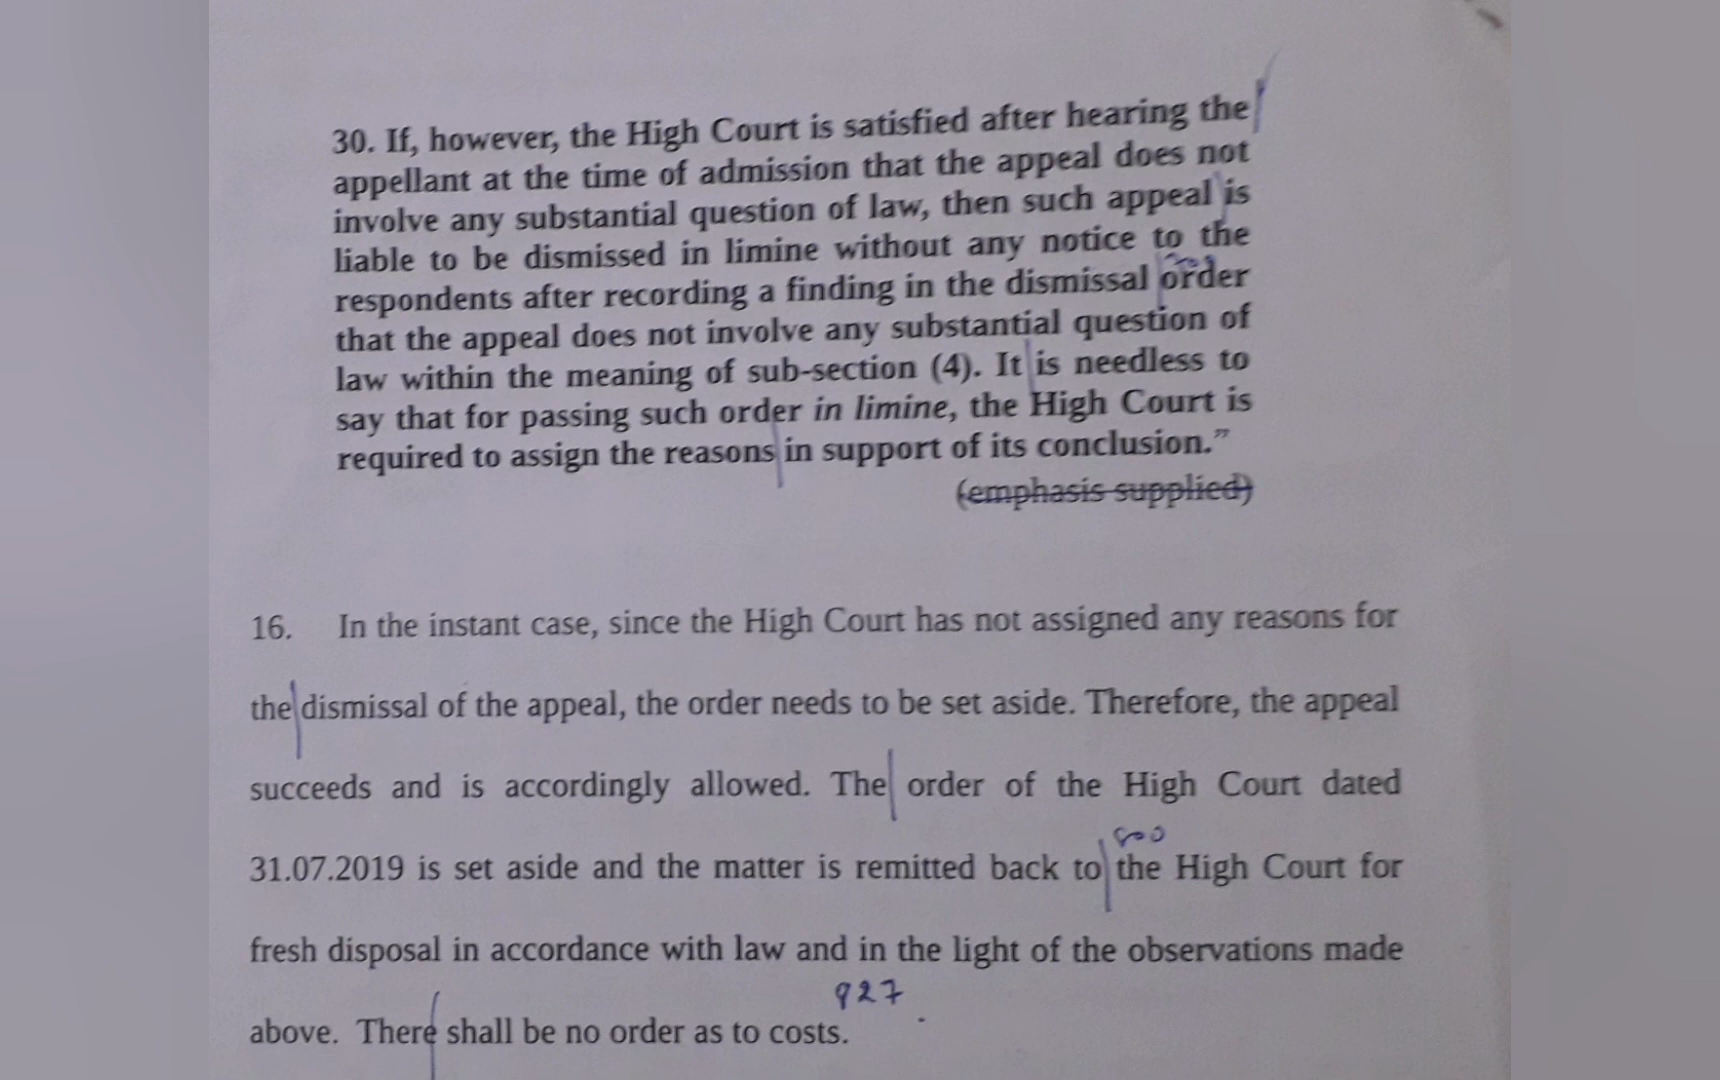 30. If, however, the High Court is satisfied after hearing the
appellant at the time of admission that the appeal does not
involve any substantial question of law, then such appeal is
liable to be dismissed in limine without any notice to the
respondents after recording a finding in the dismissal order
that the appeal does not involve any substantial question of
law within the meaning of sub-section (4). It is needless to
say that for passing such order in limine, the High Court is
required to assign the reasons in support of its conclusion.”
(emphasis supplied)
16. In the instant case, since the High Court has not assigned any reasons for
the dismissal of the appeal, the order needs to be set aside. Therefore, the appeal
succeeds and is accordingly allowed. The order of the High Court dated
800
31.07.2019 is set aside and the matter is remitted back to the High Court for
fresh disposal in accordance with law and in the light of the observations made
927
above. There shall be no order as to costs.